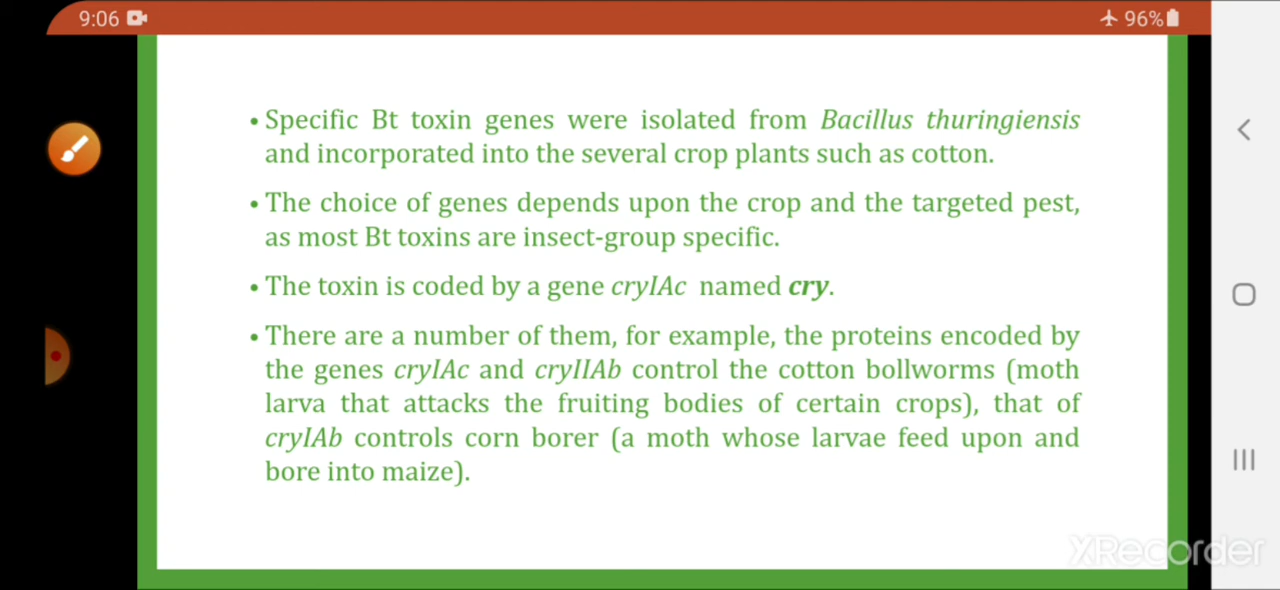 9:06
96%
• Specific Bt toxin genes were isolated from Bacillus thuringiensis
and incorporated into the several crop plants such as cotton.
• The choice of genes depends upon the crop and the targeted pest,
as most Bt toxins are insect-group specific.
• The toxin is coded by a gene cryIAc named cry.
• There are a number of them, for example, the proteins encoded by
the genes cryIAc and cryIIAb control the cotton bollworms (moth
larva that attacks the fruiting bodies of certain crops), that of
cryIAb controls corn borer (a moth whose larvae feed upon and
bore into maize).
XRecorder